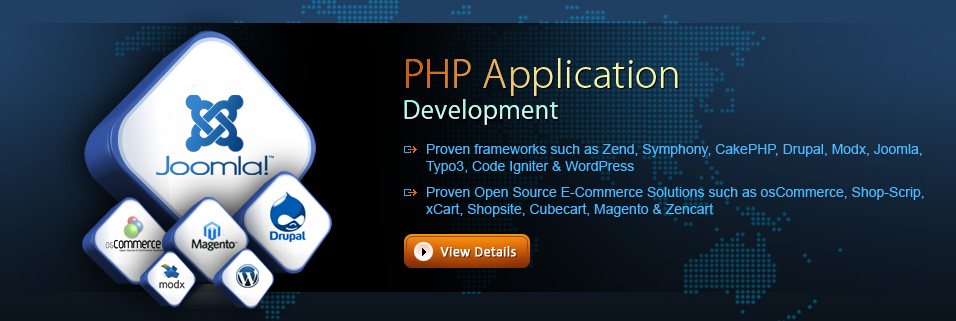 PHP Application
Development
Proven frameworks such as Zend, Symphony, CakePHP, Drupal, Modx, Joomla,
Typo3, Code Igniter & WordPress
Proven Open Source E-Commerce Solutions such as osCommerce, Shop-Scrip,
xCart, Shopsite, Cubecart, Magento & Zencart
View Details
Joomla!™
osCommerce
Magento
Drupal
modx
W